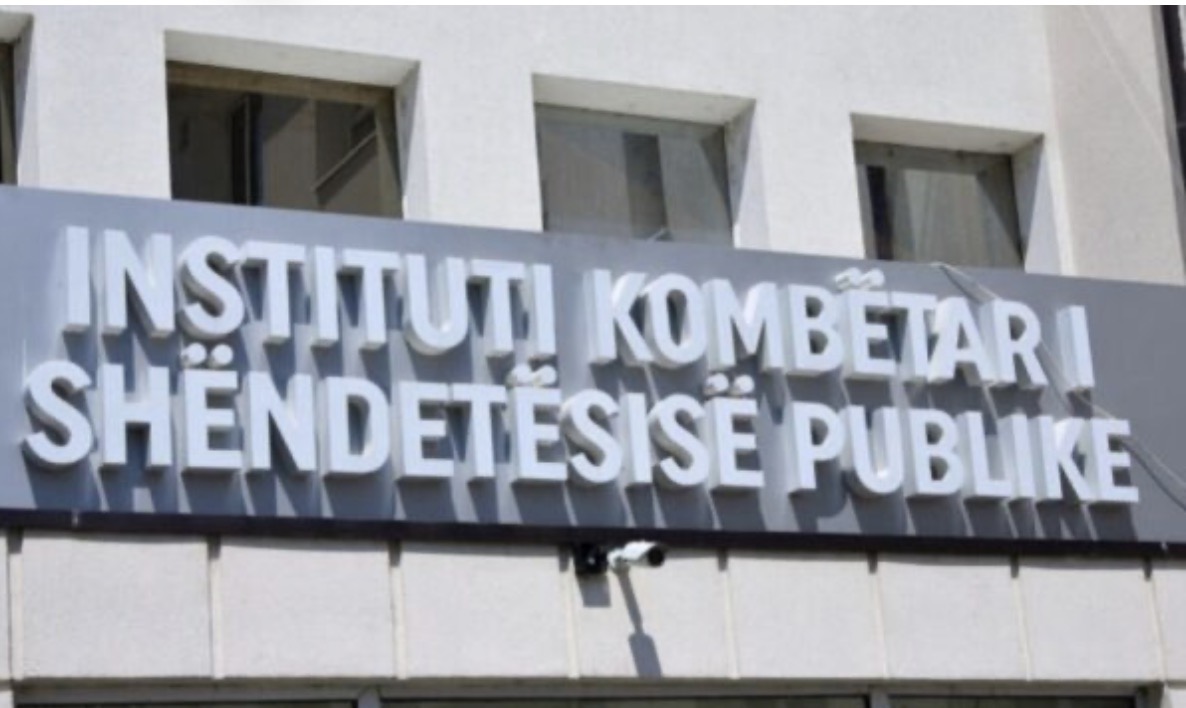 INSTITUTI KOMBËTAR I
SHËNDETËSISË PUBLIKE